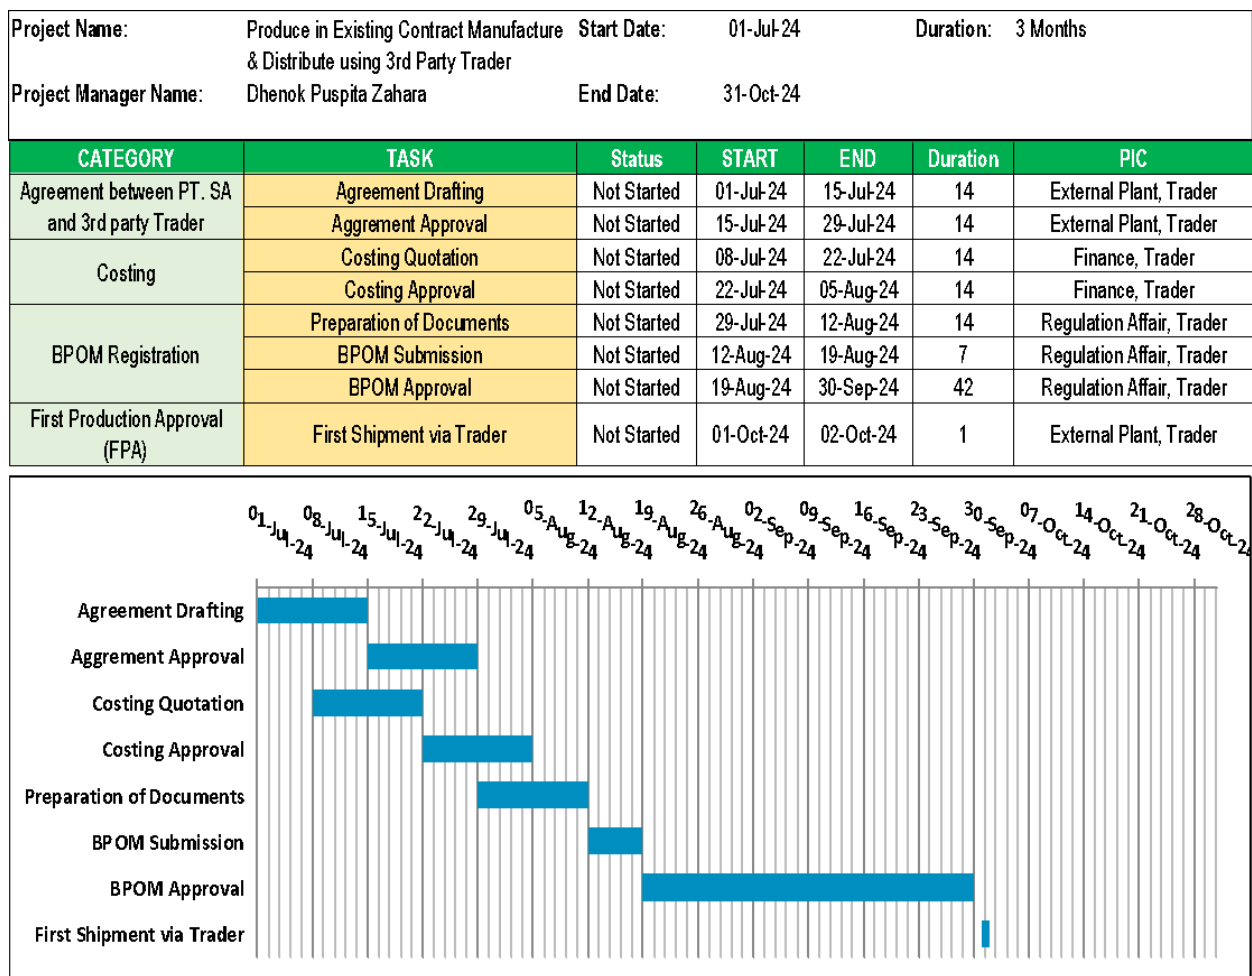 Project Name: Produce in Existing Contract Manufacture Start Date: 01-Jul-24 Duration: 3 Months
& Distribute using 3rd Party Trader
Project Manager Name: Dhenok Puspita Zahara End Date: 31-Oct-24
CATEGORY TASK Status START END Duration PIC
Agreement between PT. SA Agreement Drafting Not Started 01-Jul-24 15-Jul-24 14 External Plant, Trader
and 3rd party Trader Aggrement Approval Not Started 15-Jul-24 29-Jul-24 14 External Plant, Trader
Costing Costing Quotation Not Started 08-Jul-24 22-Jul-24 14 Finance, Trader
Costing Approval Not Started 22-Jul-24 05-Aug-24 14 Finance, Trader
Preparation of Documents Not Started 29-Jul-24 12-Aug-24 14 Regulation Affair, Trader
BPOM Registration BPOM Submission Not Started 12-Aug-24 19-Aug-24 7 Regulation Affair, Trader
BPOM Approval Not Started 19-Aug-24 30-Sep-24 42 Regulation Affair, Trader
First Production Approval
(FPA) First Shipment via Trader Not Started 01-Oct-24 02-Oct-24 1 External Plant, Trader
01-Jul-24 08-Jul-24 15-Jul-24 22-Jul-24 29-Jul-24 05-Aug-24 12-Aug-24 19-Aug-24 26-Aug-24 02-Sep-24 09-Sep-24 16-Sep-24 23-Sep-24 30-Sep-24 07-Oct-24 14-Oct-24 21-Oct-24 28-Oct-24
Agreement Drafting
Aggrement Approval
Costing Quotation
Costing Approval
Preparation of Documents
BPOM Submission
BPOM Approval
First Shipment via Trader